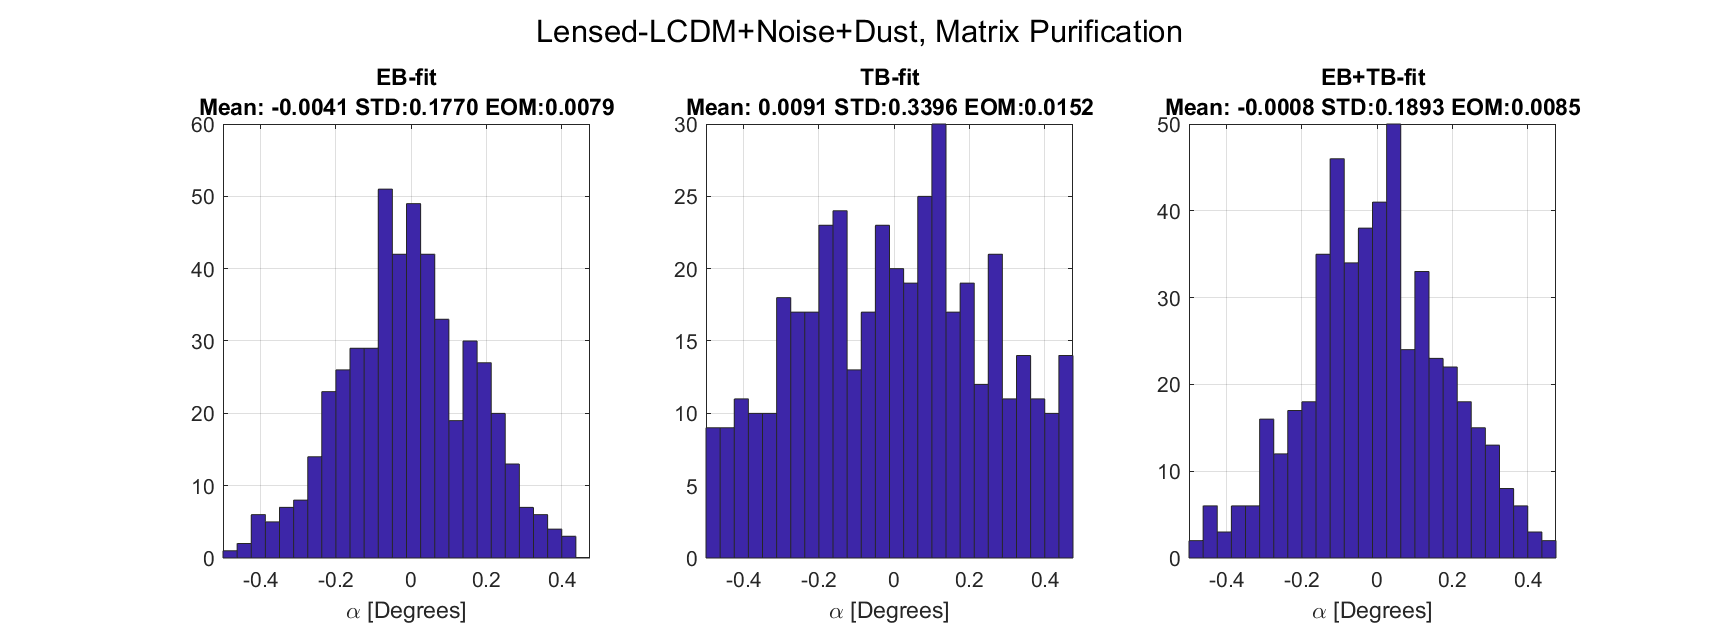 Lensed-LCDM+Noise+Dust, Matrix Purification
EB-fit
Mean: -0.0041 STD:0.1770 EOM:0.0079
60
50
40
30
20
10
0
-0.4 -0.2 0 0.2 0.4
α [Degrees]
TB-fit
Mean: 0.0091 STD:0.3396 EOM:0.0152
30
25
20
15
10
5
0
-0.4 -0.2 0 0.2 0.4
α [Degrees]
EB+TB-fit
Mean: -0.0008 STD:0.1893 EOM:0.0085
50
40
30
20
10
0
-0.4 -0.2 0 0.2 0.4
α [Degrees]